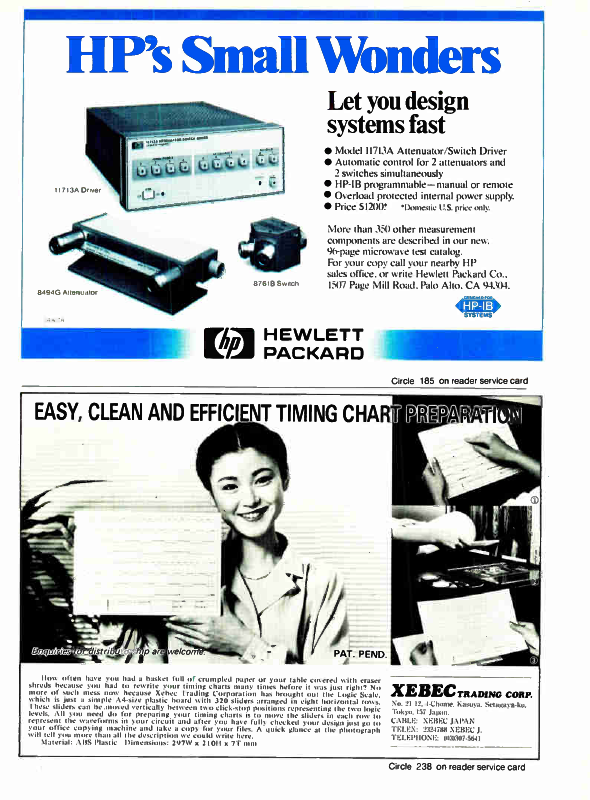 HP's Small Wonders
Let you design
systems fast
● Model 11713A Attenuator/Switch Driver
● Automatic control for 2 attenuators and
2 switches simultaneously
● HP-IB programmable—manual or remote
● Overload protected internal power supply.
● Price $1200* *Domestic U.S. price only.
11713A Driver
More than 350 other measurement
components are described in our new,
96-page microwave test catalog.
For your copy call your nearby HP
sales office, or write Hewlett Packard Co.,
1507 Page Mill Road, Palo Alto, CA 94304.
8761B Switch
8494G Attenuator
DESIGNED FOR
HP-IB
SYSTEMS
hp HEWLETT
PACKARD
Circle 185 on reader service card
EASY, CLEAN AND EFFICIENT TIMING CHART PREPARATION
①
③
Enquiries for distributorship are welcome.
PAT. PEND.
How often have you had a basket full of crumpled paper or your table covered with eraser
shreds because you had to rewrite your timing charts many times before it was just right? No
more of such mess now because Xebec Trading Corporation has brought out the Logic Scale,
which is just a simple A4-size plastic board with 320 sliders arranged in eight horizontal rows.
These sliders can be moved vertically between two click-stop positions representing the two logic
levels. All you need do for preparing your timing charts is to move the sliders in each row to
represent the waveforms in your circuit and after you have fully checked your design just go to
your office copying machine and take a copy for your files. A quick glance at the photograph
will tell you more than all the description we could write here.
Material: ABS Plastic Dimensions: 297W x 210H x 7T mm
XEBEC TRADING CORP.
No. 21-12, 4-Chome, Kasuya, Setagaya-ku,
Tokyo, 157 Japan.
CABLE: XEBEC JAPAN
TELEX: 2324788 XEBEC J.
TELEPHONE: (03)307-5641
Circle 238 on reader service card